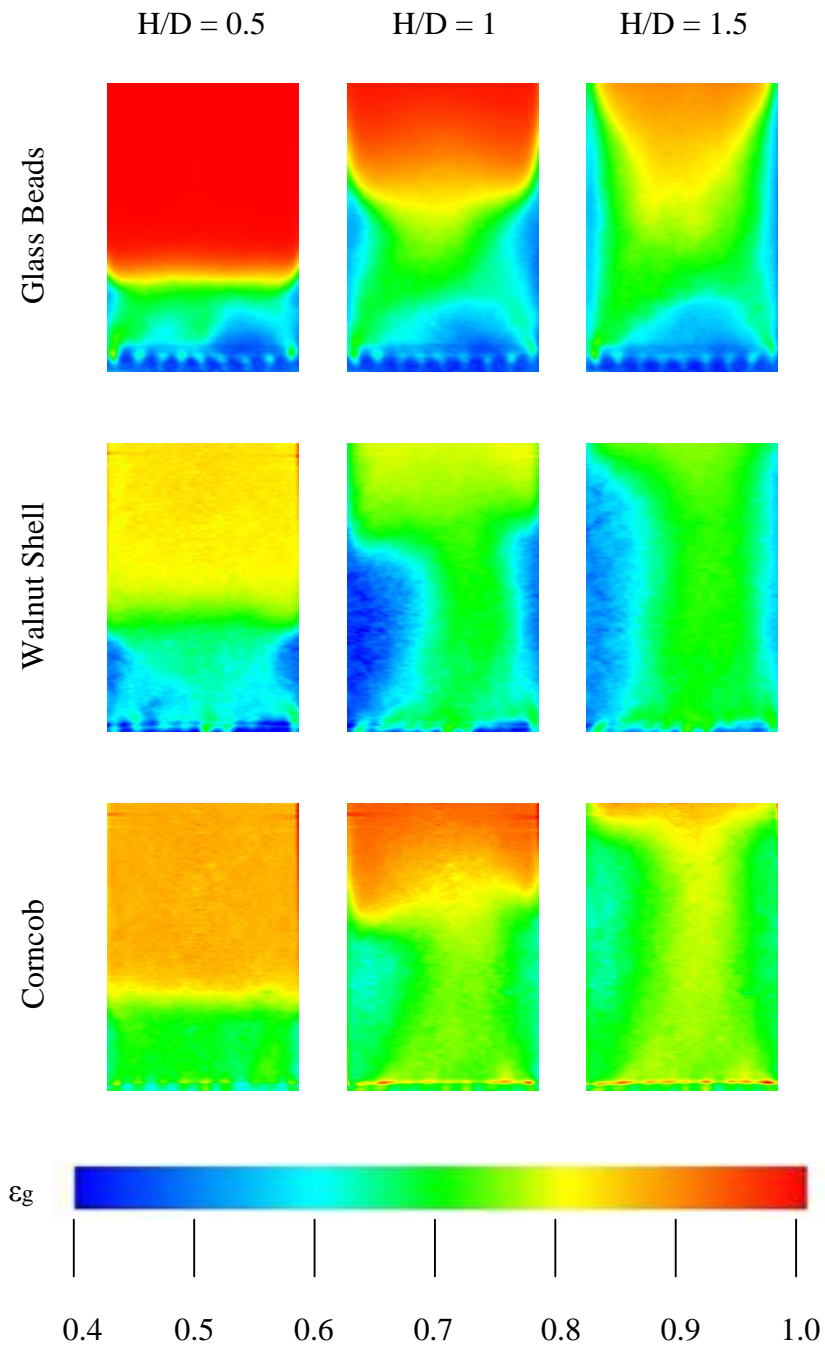 H/D = 0.5 H/D = 1 H/D = 1.5
Glass Beads
Walnut Shell
Corncob
εg
0.4 0.5 0.6 0.7 0.8 0.9 1.0